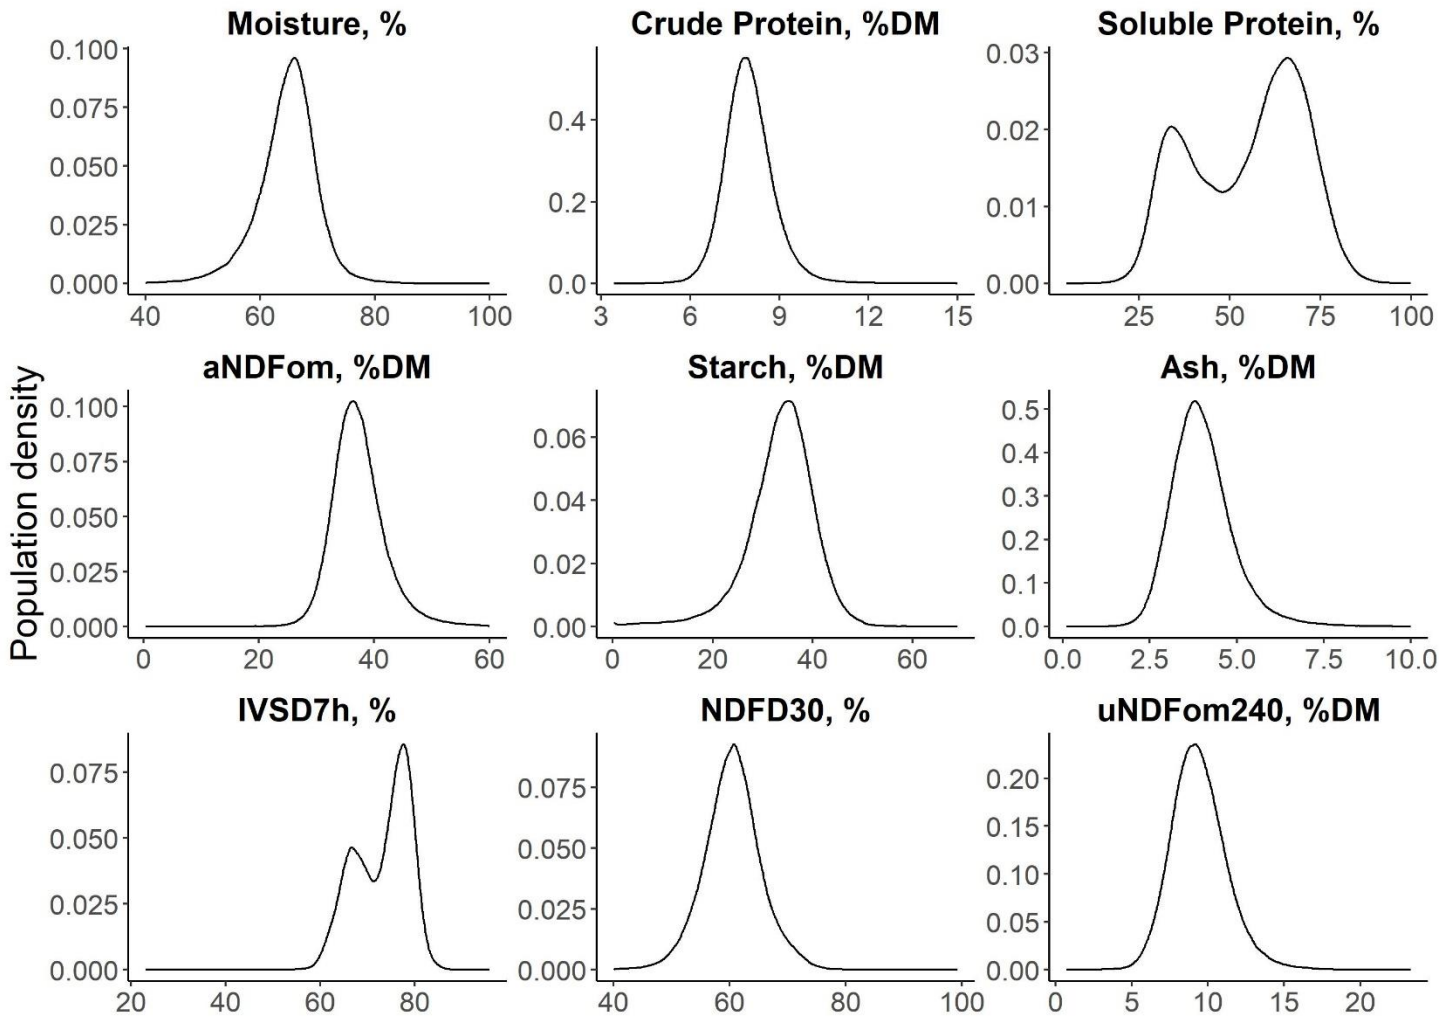 Population density
Moisture, %
0.100
0.075
0.050
0.025
0.000
40 60 80 100
Crude Protein, %DM
0.4
0.2
0.0
3 6 9 12 15
Soluble Protein, %
0.03
0.02
0.01
0.00
25 50 75 100
aNDFom, %DM
0.100
0.075
0.050
0.025
0.000
0 20 40 60
Starch, %DM
0.06
0.04
0.02
0.00
0 20 40 60
Ash, %DM
0.5
0.4
0.3
0.2
0.1
0.0
0.0 2.5 5.0 7.5 10.0
IVSD7h, %
0.075
0.050
0.025
0.000
20 40 60 80
NDFD30, %
0.075
0.050
0.025
0.000
40 60 80 100
uNDFom240, %DM
0.20
0.15
0.10
0.05
0.00
0 5 10 15 20